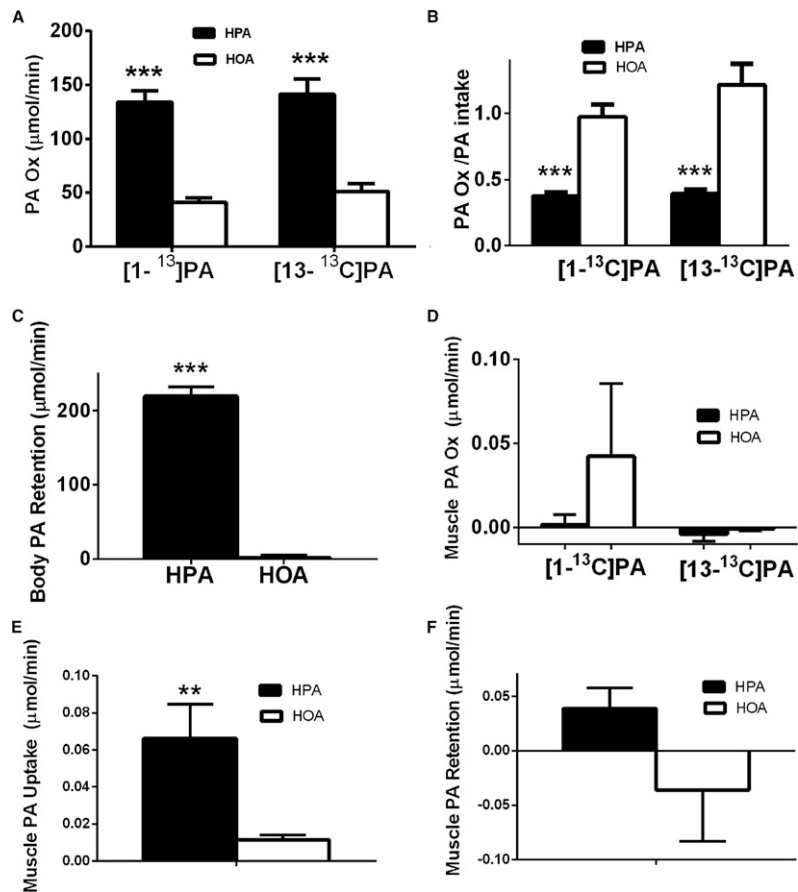 A
PA Ox (μmol/min)
200
150
100
50
0
HPA
HOA
***
***
[1- ¹³]PA
[13- ¹³C]PA
B
PA Ox /PA intake
1.0
0.5
0.0
HPA
HOA
***
***
[1-¹³C]PA
[13-¹³C]PA
C
Body PA Retention (μmol/min)
200
100
0
***
HPA
HOA
D
Muscle PA Ox (μmol/min)
0.10
0.05
0.00
HPA
HOA
[1-¹³C]PA
[13-¹³C]PA
E
Muscle PA Uptake (μmol/min)
0.10
0.08
0.06
0.04
0.02
0.00
**
HPA
HOA
F
Muscle PA Retention (μmol/min)
0.05
0.00
-0.05
-0.10
HPA
HOA